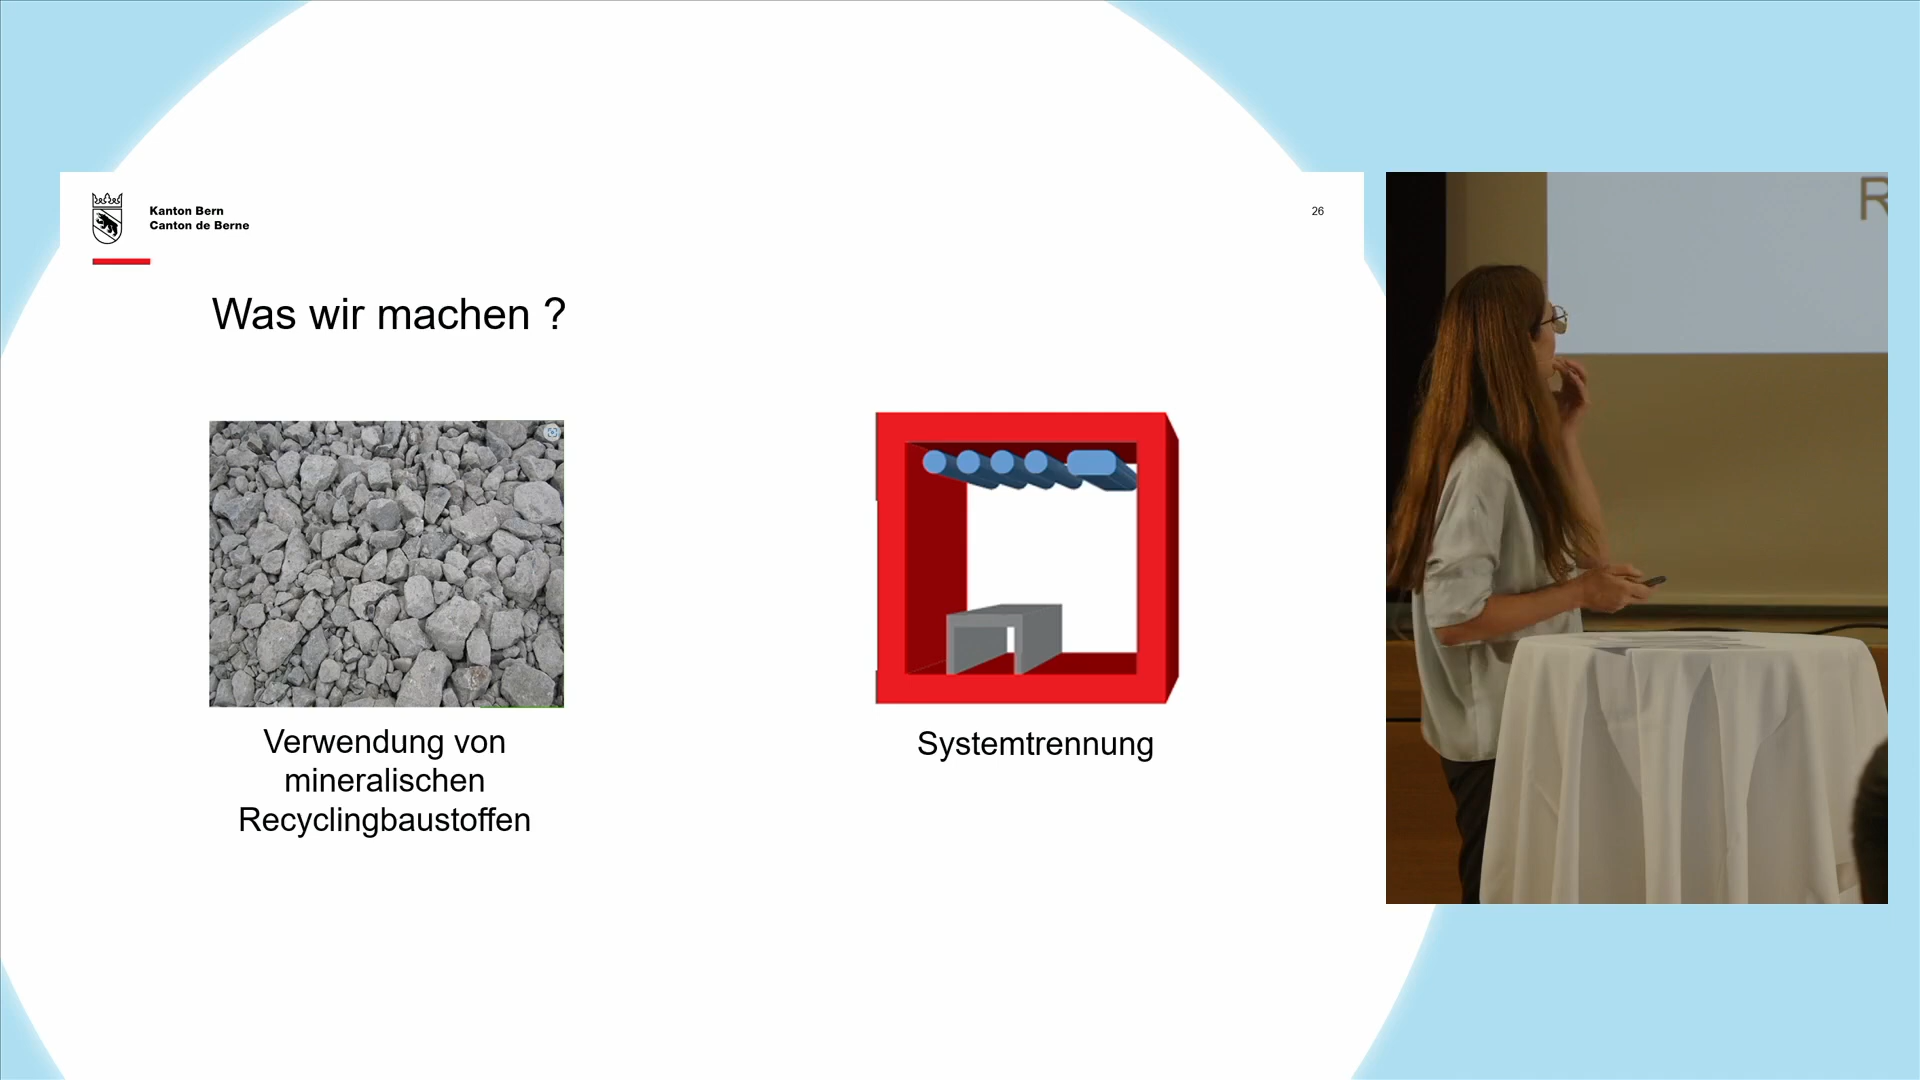 Kanton Bern
Canton de Berne
26
Was wir machen ?
Verwendung von
mineralischen
Recyclingbaustoffen
Systemtrennung
R